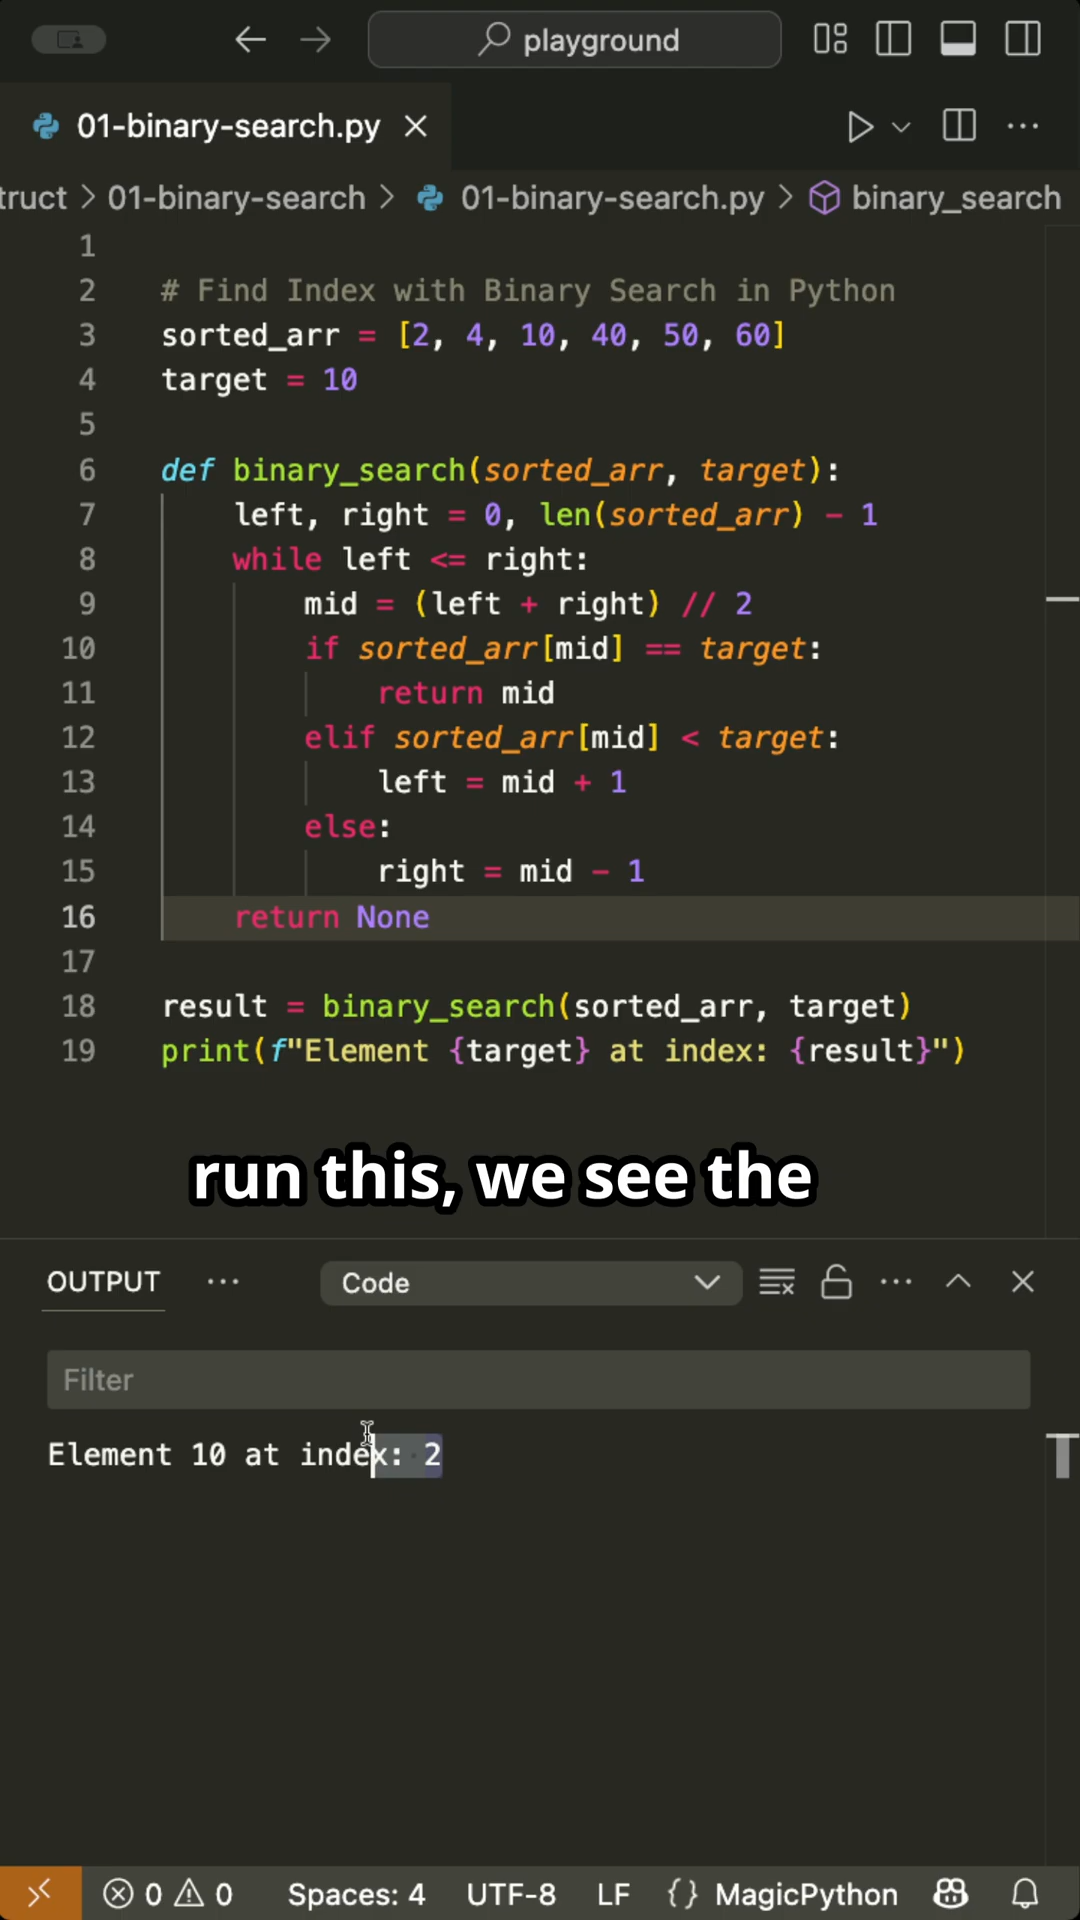 playground
01-binary-search.py
truct > 01-binary-search > 01-binary-search.py > binary_search
1
2 # Find Index with Binary Search in Python
3 sorted_arr = [2, 4, 10, 40, 50, 60]
4 target = 10
5
6 def binary_search(sorted_arr, target):
7 left, right = 0, len(sorted_arr) - 1
8 while left <= right:
9 mid = (left + right) // 2
10 if sorted_arr[mid] == target:
11 return mid
12 elif sorted_arr[mid] < target:
13 left = mid + 1
14 else:
15 right = mid - 1
16 return None
17
18 result = binary_search(sorted_arr, target)
19 print(f"Element {target} at index: {result}")
run this, we see the
OUTPUT ··· Code
Filter
Element 10 at index: 2
0 0 Spaces: 4 UTF-8 LF {} MagicPython